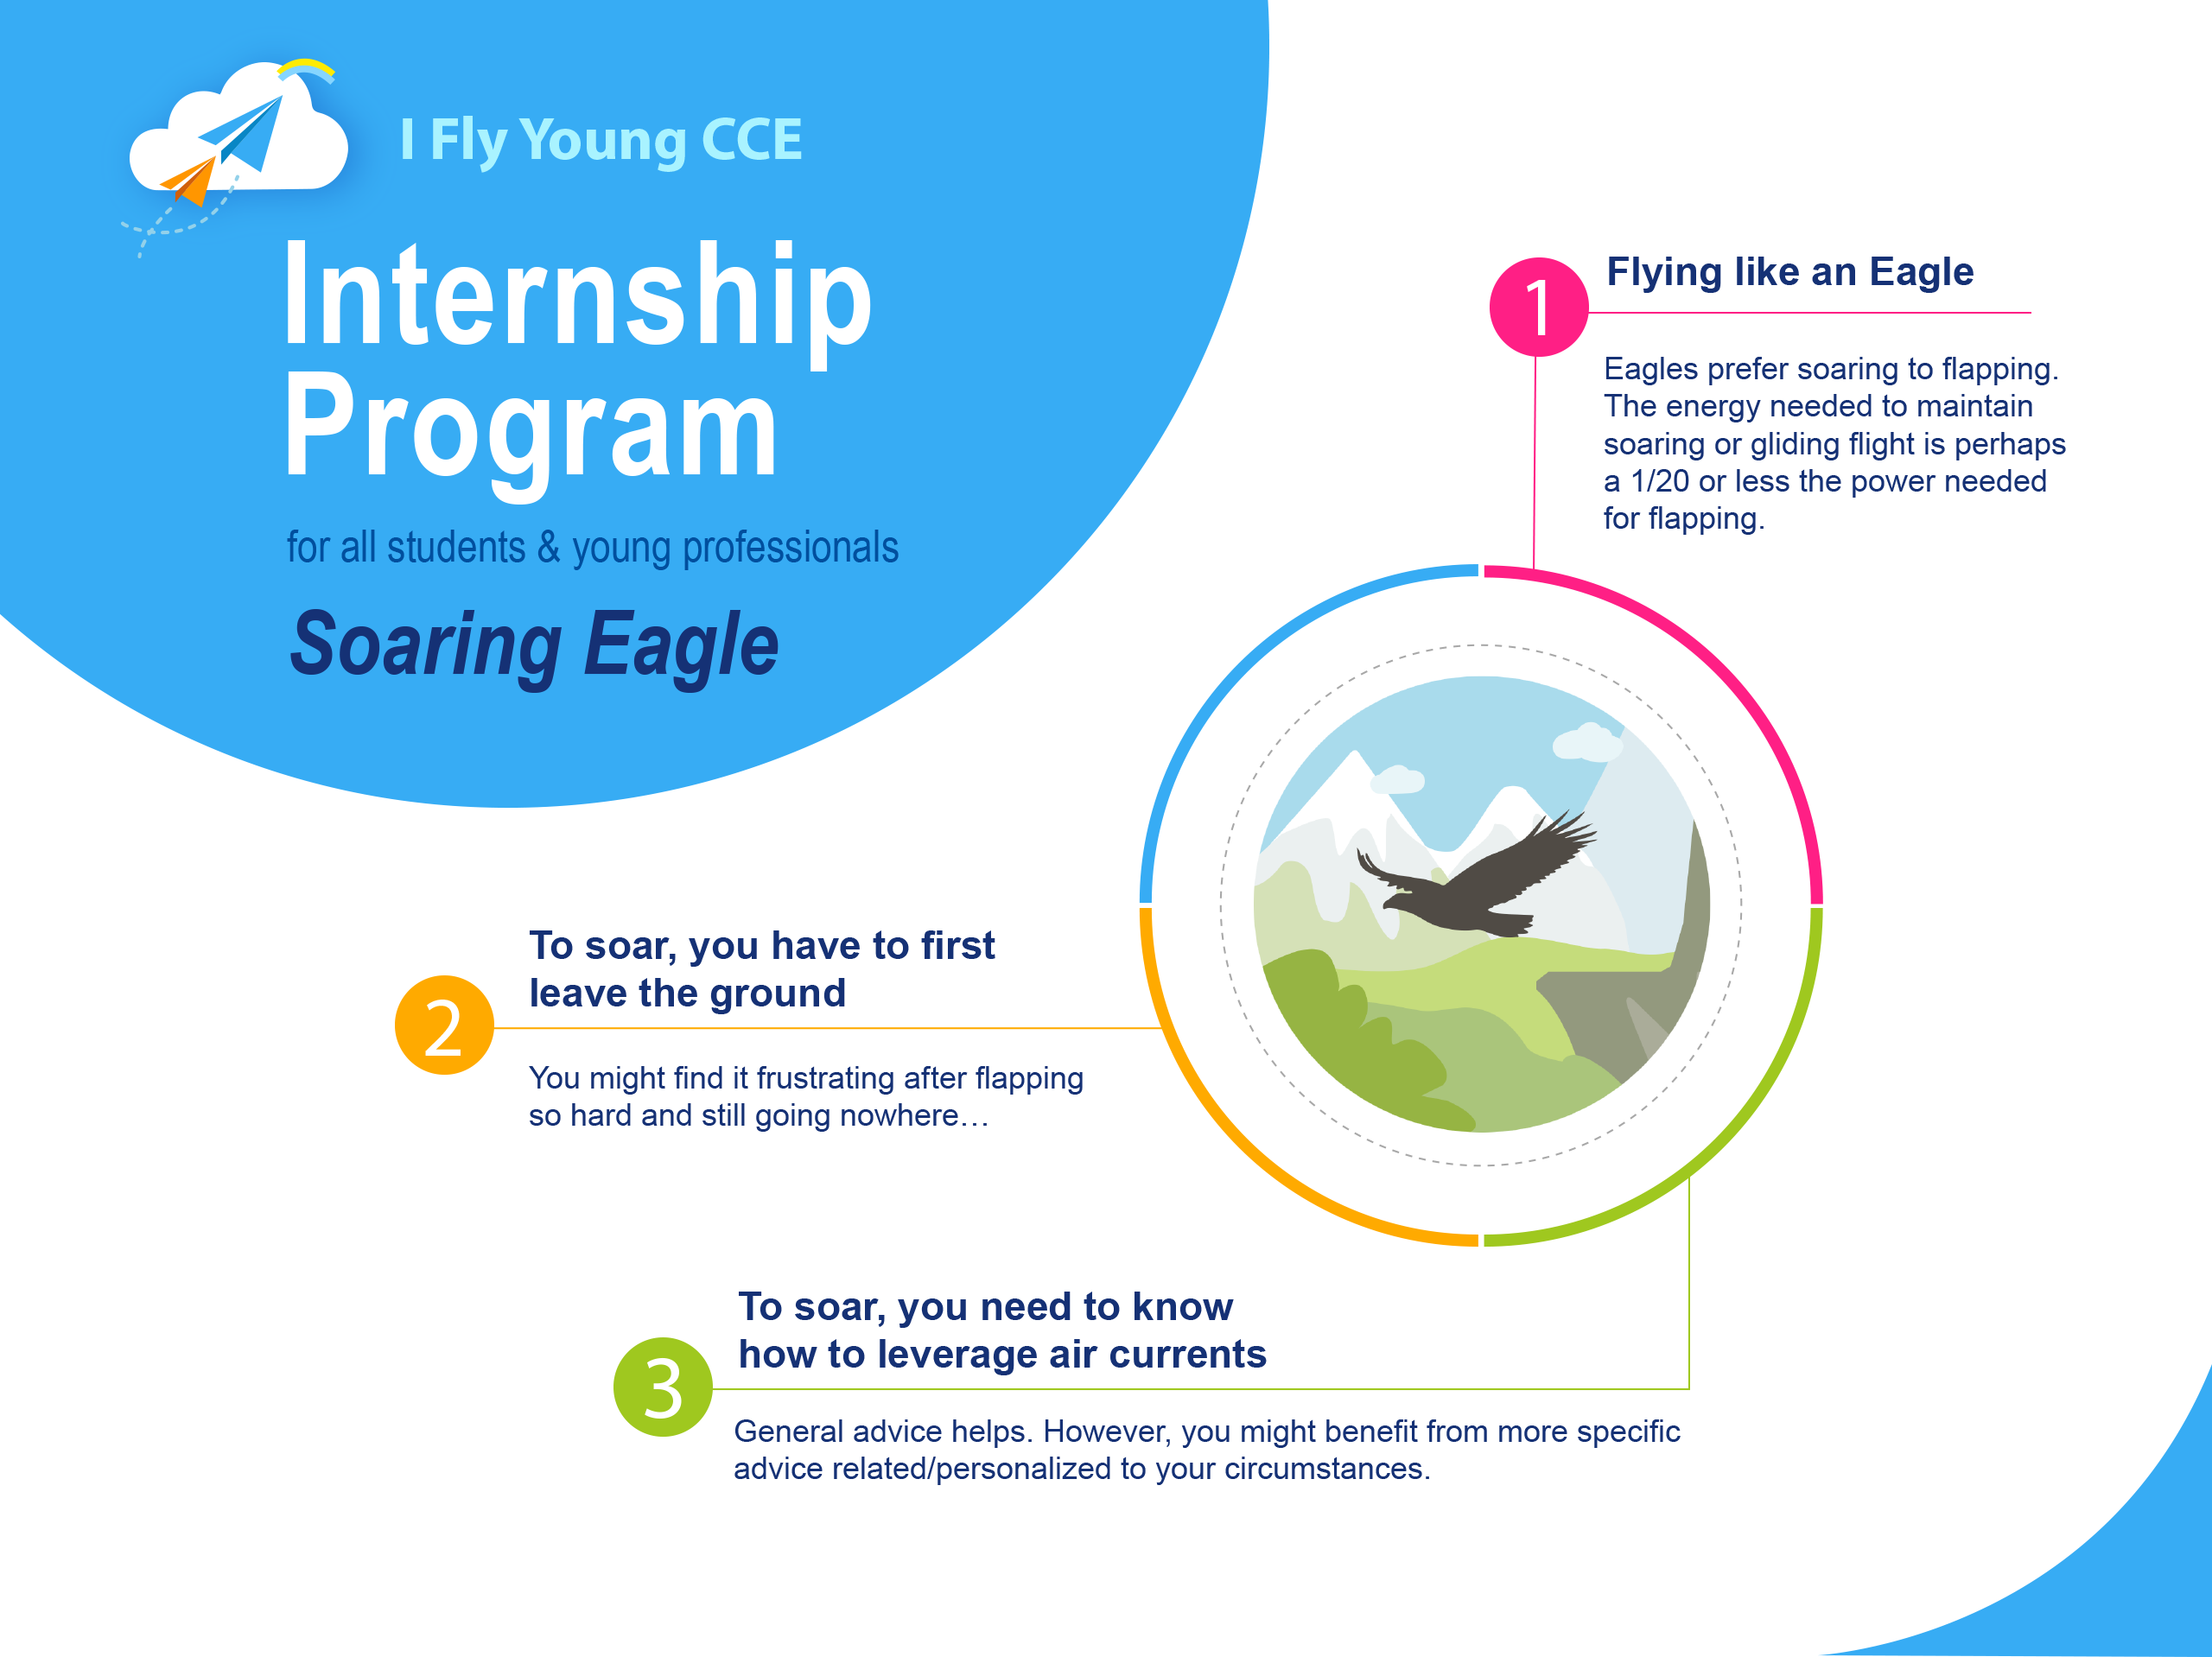 I Fly Young CCE
Internship
Program
for all students & young professionals
Soaring Eagle
1
Flying like an Eagle
Eagles prefer soaring to flapping.
The energy needed to maintain
soaring or gliding flight is perhaps
a 1/20 or less the power needed
for flapping.
2
To soar, you have to first
leave the ground
You might find it frustrating after flapping
so hard and still going nowhere…
3
To soar, you need to know
how to leverage air currents
General advice helps. However, you might benefit from more specific
advice related/personalized to your circumstances.